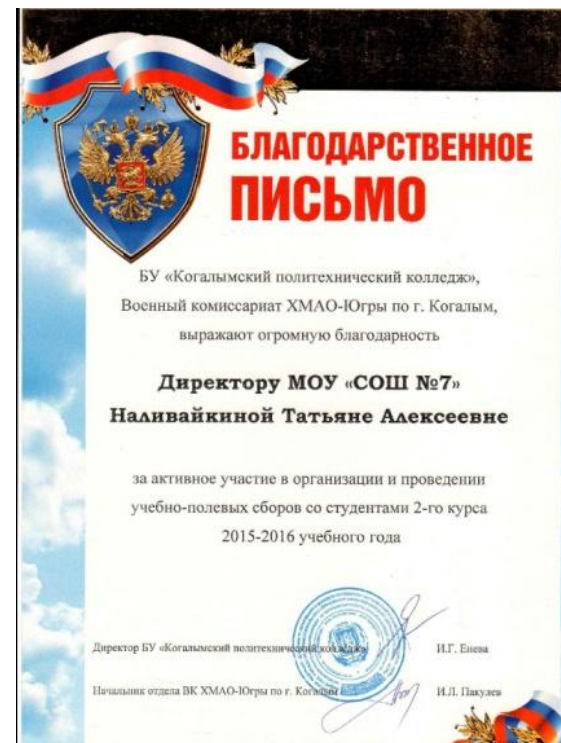 БЛАГОДАРСТВЕННОЕ
ПИСЬМО
БУ «Когалымский политехнический колледж»,
Военный комиссариат ХМАО-Югры по г. Когалым,
выражают огромную благодарность
Директору МОУ «СОШ №7»
Наливайкиной Татьяне Алексеевне
за активное участие в организации и проведении
учебно-полевых сборов со студентами 2-го курса
2015-2016 учебного года
Директор БУ «Когалымский политехнический колледж» И.Г. Енева
Начальник отдела ВК ХМАО-Югры по г. Когалым И.Л. Пакулев